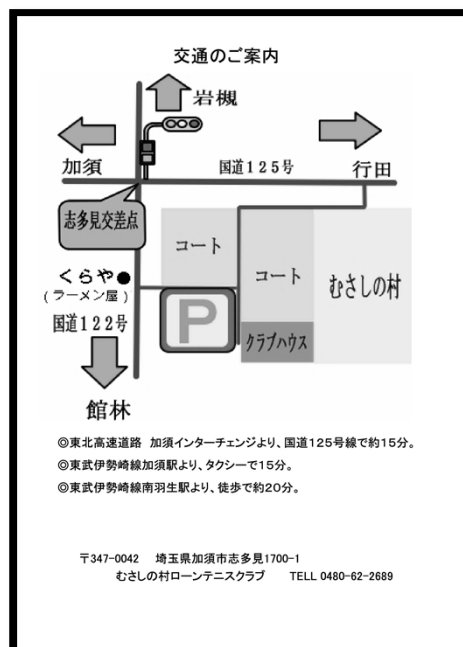 交通のご案内
岩槻
加須
国道125号
行田
志多見交差点
コート
くらや●
(ラーメン屋)
コート
むさしの村
国道122号
P
クラブハウス
館林
◎東北高速道路 加須インターチェンジより、国道125号線で約15分。
◎東武伊勢崎線加須駅より、タクシーで15分。
◎東武伊勢崎線南羽生駅より、徒歩で約20分。
〒347-0042 埼玉県加須市志多見1700-1
むさしの村ローンテニスクラブ TELL 0480-62-2689